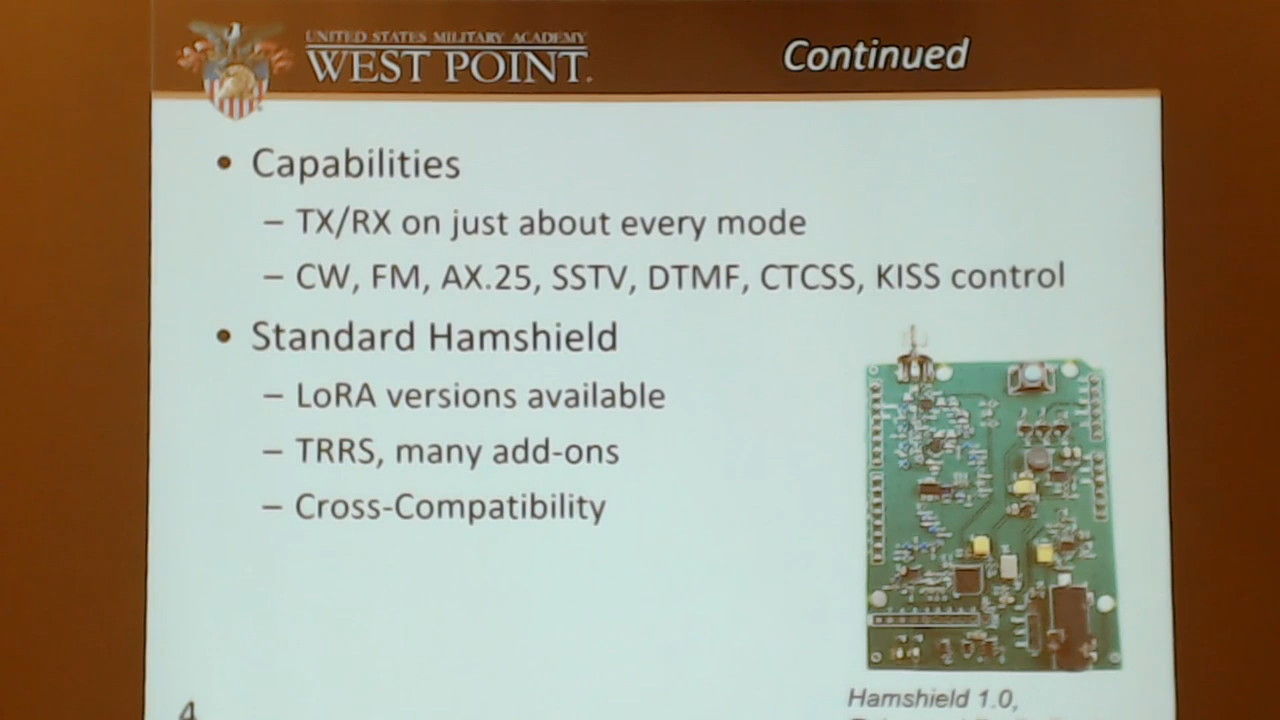 UNITED STATES MILITARY ACADEMY
WEST POINT.
Continued
• Capabilities
– TX/RX on just about every mode
– CW, FM, AX.25, SSTV, DTMF, CTCSS, KISS control
• Standard Hamshield
– LoRA versions available
– TRRS, many add-ons
– Cross-Compatibility
Hamshield 1.0,
4